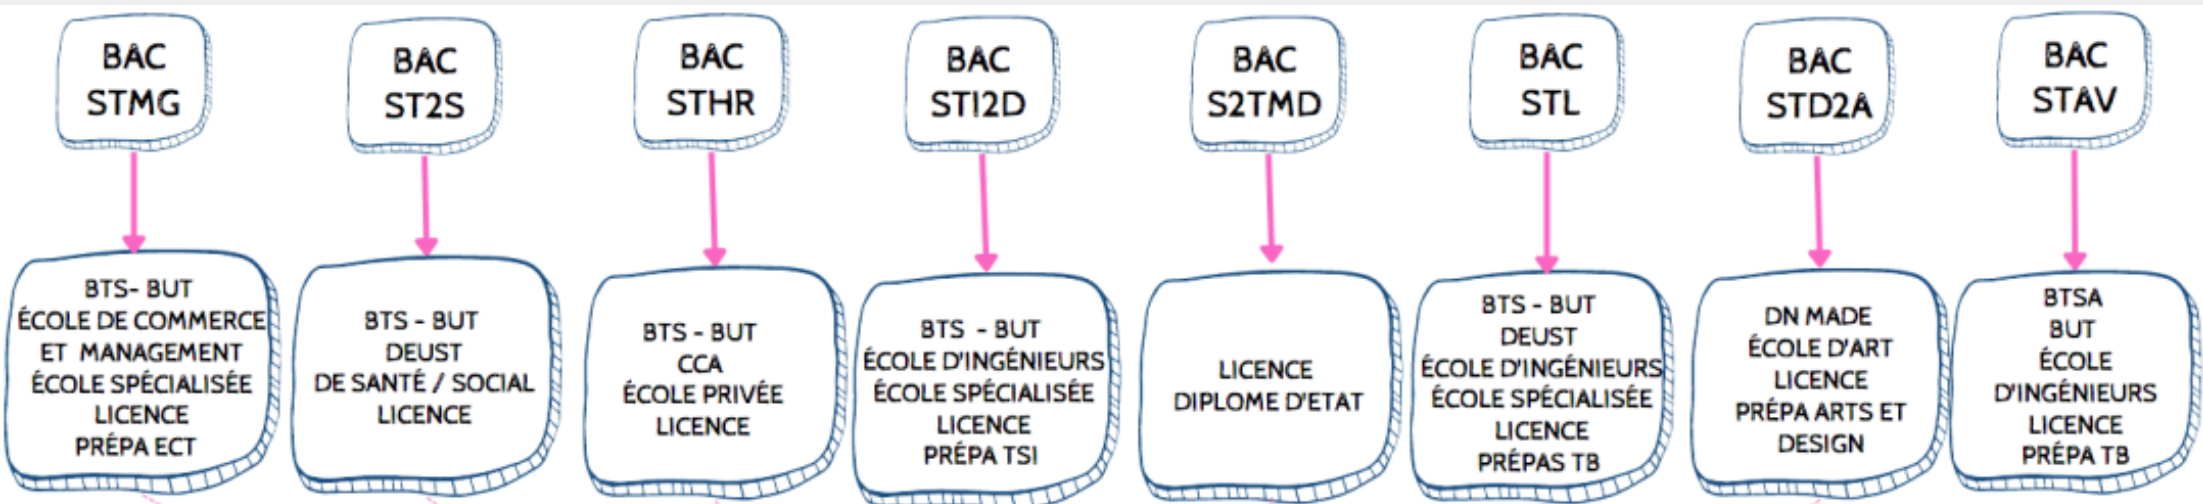 BAC
STMG
BAC
ST2S
BAC
STHR
BAC
STI2D
BAC
S2TMD
BAC
STL
BAC
STD2A
BAC
STAV
BTS- BUT
ÉCOLE DE COMMERCE
ET MANAGEMENT
ÉCOLE SPÉCIALISÉE
LICENCE
PRÉPA ECT
BTS - BUT
DEUST
DE SANTÉ / SOCIAL
LICENCE
BTS - BUT
CCA
ÉCOLE PRIVÉE
LICENCE
BTS - BUT
ÉCOLE D'INGÉNIEURS
ÉCOLE SPÉCIALISÉE
LICENCE
PRÉPA TSI
LICENCE
DIPLOME D'ETAT
BTS - BUT
DEUST
ÉCOLE D'INGÉNIEURS
ÉCOLE SPÉCIALISÉE
LICENCE
PRÉPAS TB
DN MADE
ÉCOLE D'ART
LICENCE
PRÉPA ARTS ET
DESIGN
BTSA
BUT
ÉCOLE
D'INGÉNIEURS
LICENCE
PRÉPA TB